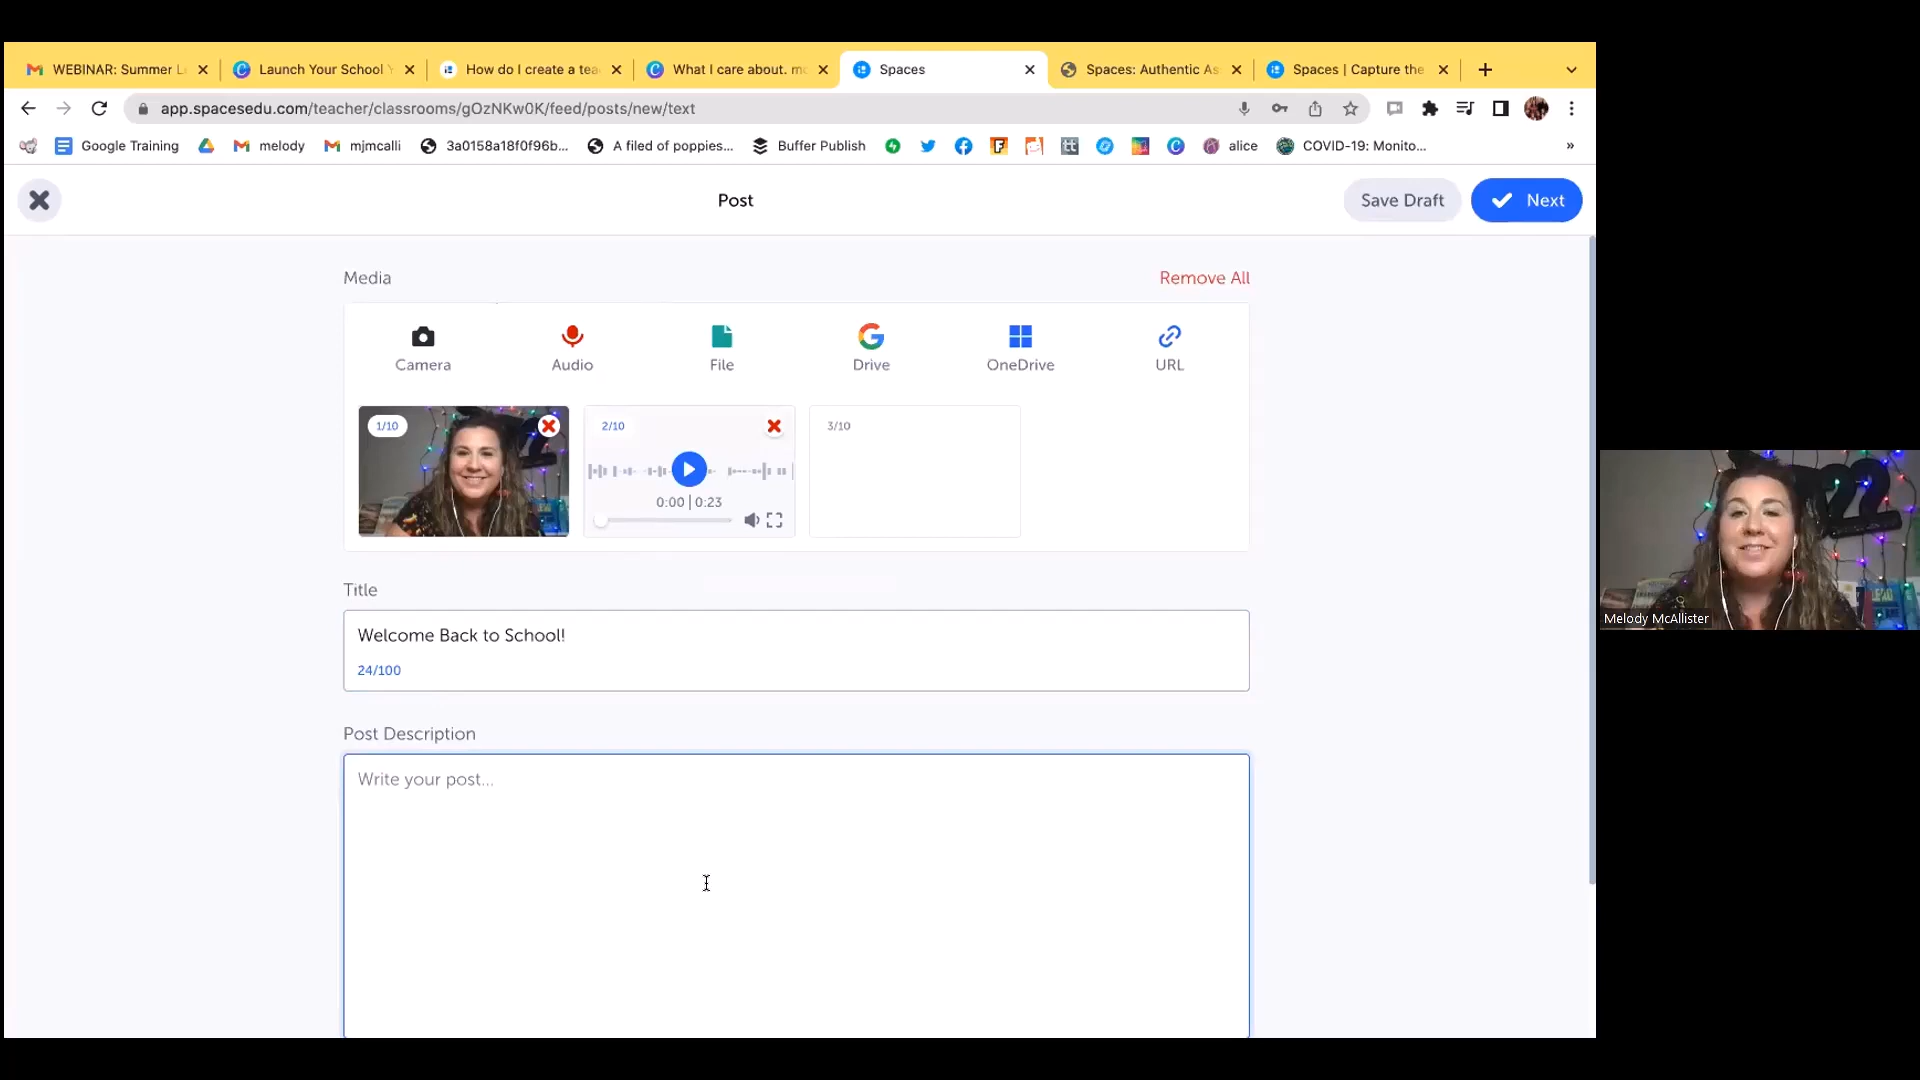 WEBINAR: Summer L
Launch Your School Y
How do I create a tea
What I care about. mo
Spaces
Spaces: Authentic As
Spaces | Capture the
app.spacesedu.com/teacher/classrooms/gOzNKw0K/feed/posts/new/text
Google Training
melody
mjmcalli
3a0158a18f0f96b...
A filed of poppies...
Buffer Publish
tt
alice
COVID-19: Monito...
»
Post
Save Draft
Next
Media
Remove All
Camera
Audio
File
Drive
OneDrive
URL
1/10
2/10
3/10
0:00 | 0:23
Title
Welcome Back to School!
24/100
Post Description
Write your post...
22
Melody McAllister